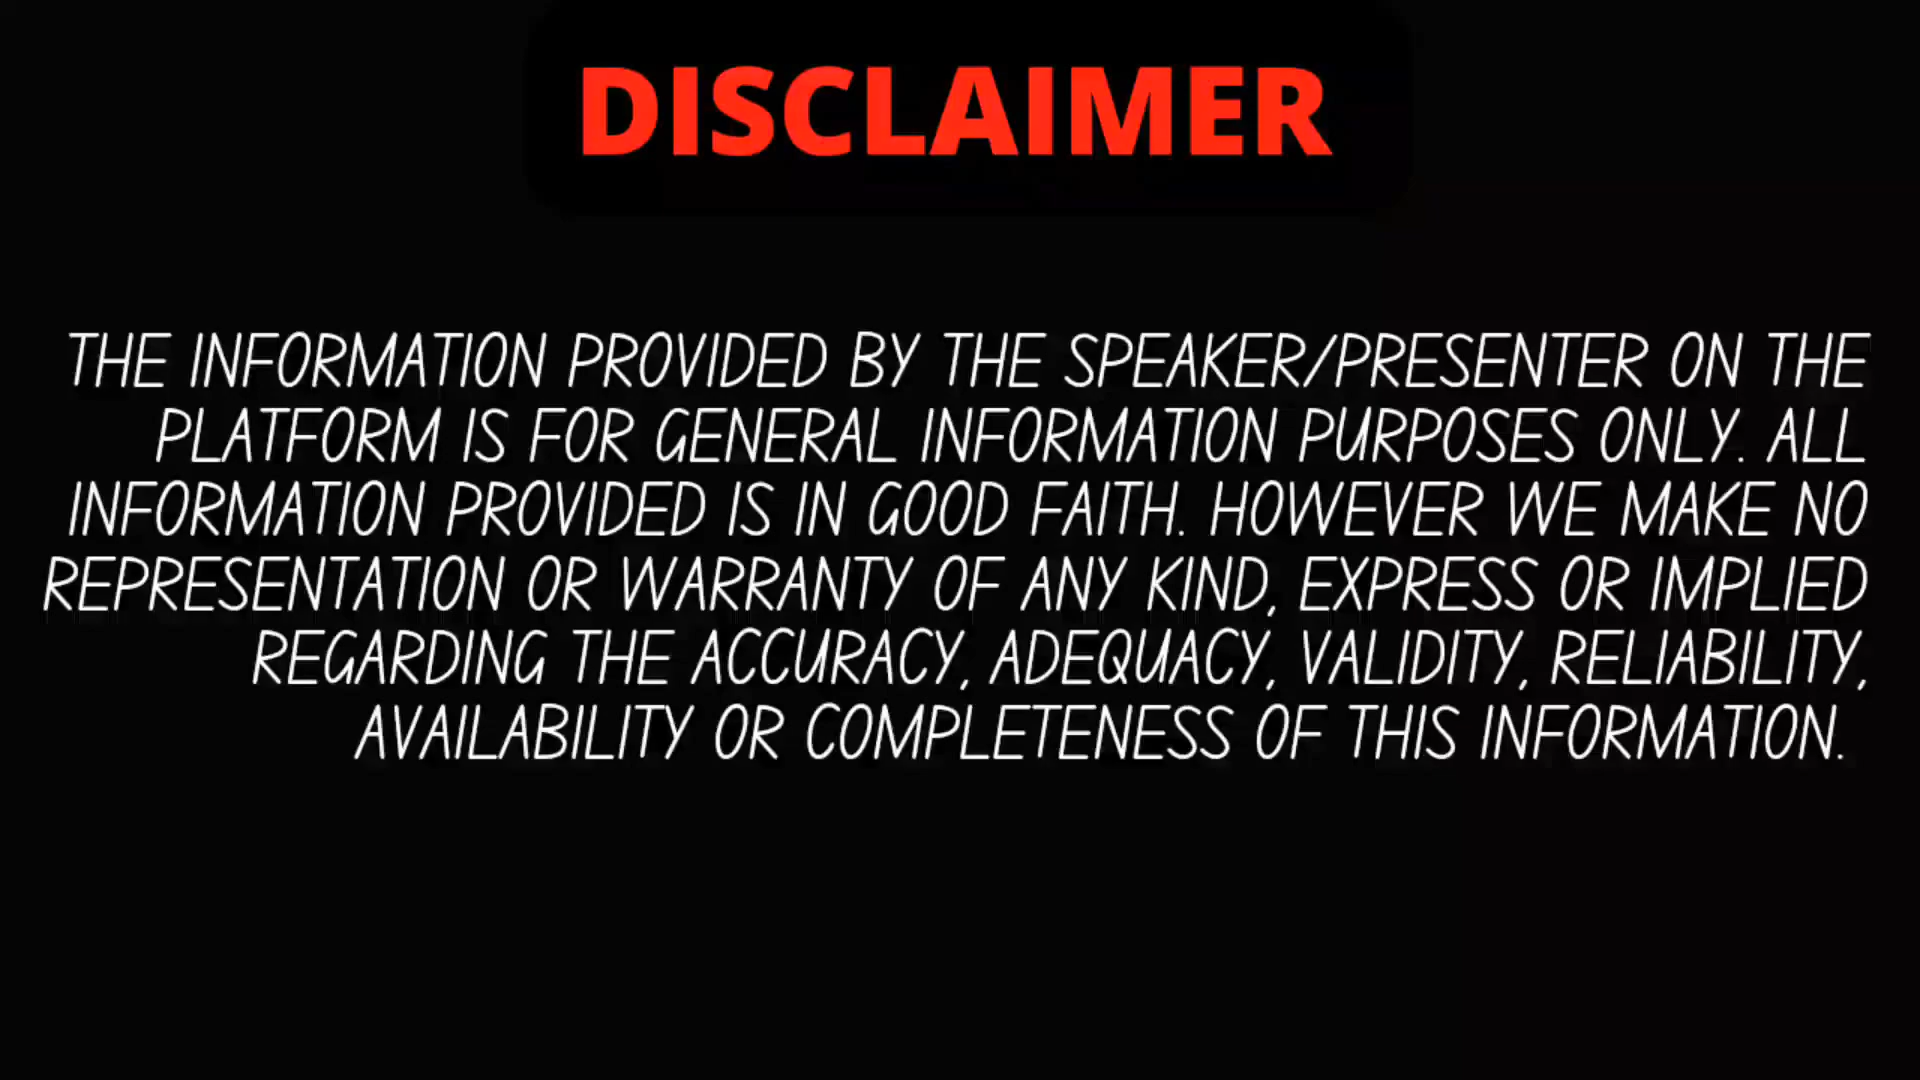 DISCLAIMER
THE INFORMATION PROVIDED BY THE SPEAKER/PRESENTER ON THE
PLATFORM IS FOR GENERAL INFORMATION PURPOSES ONLY. ALL
INFORMATION PROVIDED IS IN GOOD FAITH. HOWEVER WE MAKE NO
REPRESENTATION OR WARRANTY OF ANY KIND, EXPRESS OR IMPLIED
REGARDING THE ACCURACY, ADEQUACY, VALIDITY, RELIABILITY,
AVAILABILITY OR COMPLETENESS OF THIS INFORMATION.